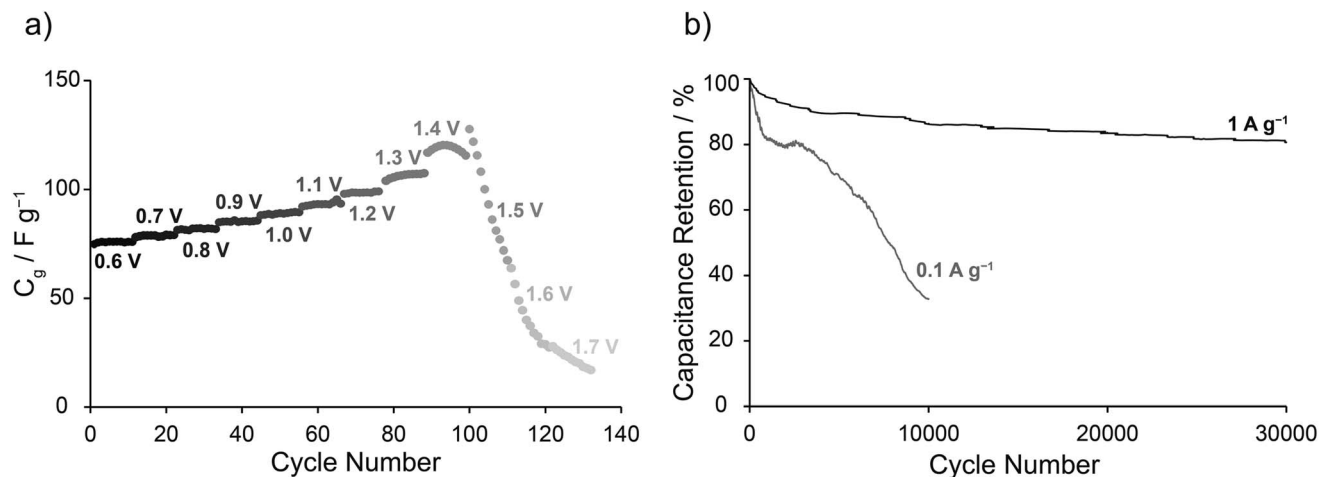 a)
150
100
50
0
C_g / F g⁻¹
0.6 V
0.7 V
0.8 V
0.9 V
1.0 V
1.1 V
1.2 V
1.3 V
1.4 V
1.5 V
1.6 V
1.7 V
0 20 40 60 80 100 120 140
Cycle Number
b)
100
80
60
40
20
0
Capacitance Retention / %
1 A g⁻¹
0.1 A g⁻¹
0 10000 20000 30000
Cycle Number